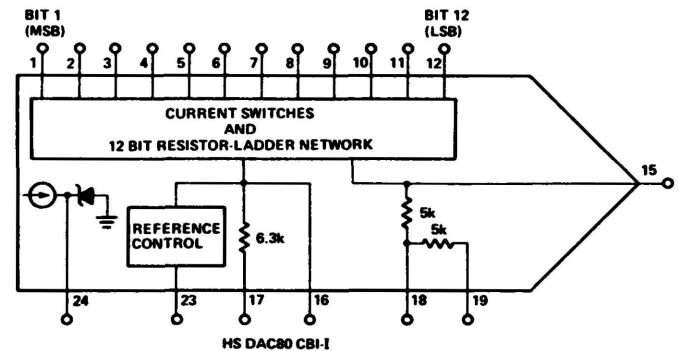 BIT 1
(MSB)
BIT 12
(LSB)
1 2 3 4 5 6 7 8 9 10 11 12
CURRENT SWITCHES
AND
12 BIT RESISTOR-LADDER NETWORK
15
REFERENCE
CONTROL
6.3k
5k
5k
24 23 17 16 18 19
HS DAC80 CBI-I